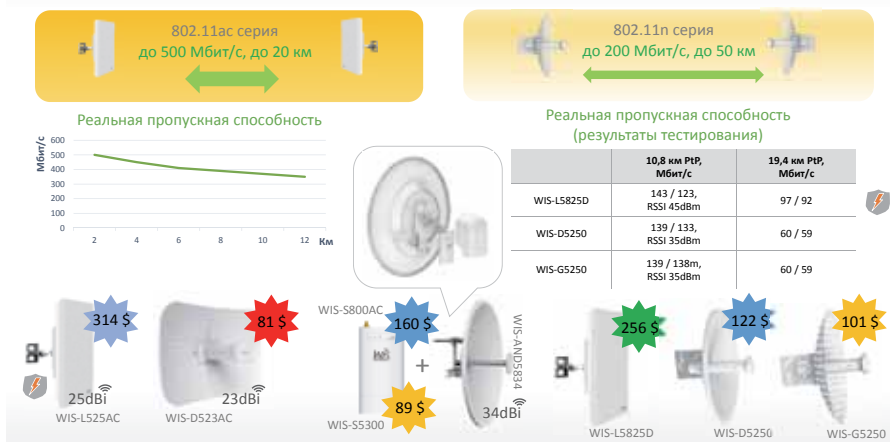 802.11ac серия
до 500 Мбит/с, до 20 км
802.11n серия
до 200 Мбит/с, до 50 км
Реальная пропускная способность
Мбит/с
600
500
400
300
200
100
0
2 4 6 8 10 12 Км
Реальная пропускная способность
(результаты тестирования)
10,8 км PtP, Мбит/с
19,4 км PtP, Мбит/с
WIS-L5825D
143 / 123,
RSSI 45dBm
97 / 92
WIS-D5250
139 / 133,
RSSI 35dBm
60 / 59
WIS-G5250
139 / 138m,
RSSI 35dBm
60 / 59
314 $
25dBi
WIS-L525AC
81 $
23dBi
WIS-D523AC
WIS-S800AC
160 $
+
89 $
WIS-S5300
WIS-AND5834
34dBi
256 $
WIS-L5825D
122 $
WIS-D5250
101 $
WIS-G5250